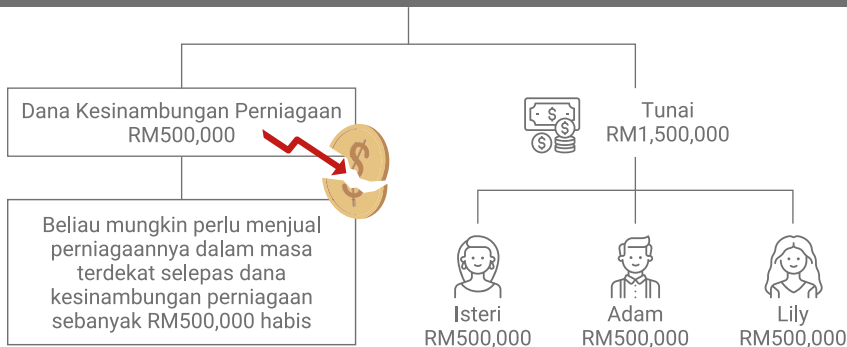 Dana Kesinambungan Perniagaan
RM500,000
Beliau mungkin perlu menjual
perniagaannya dalam masa
terdekat selepas dana
kesinambungan perniagaan
sebanyak RM500,000 habis
Tunai
RM1,500,000
Isteri
RM500,000
Adam
RM500,000
Lily
RM500,000